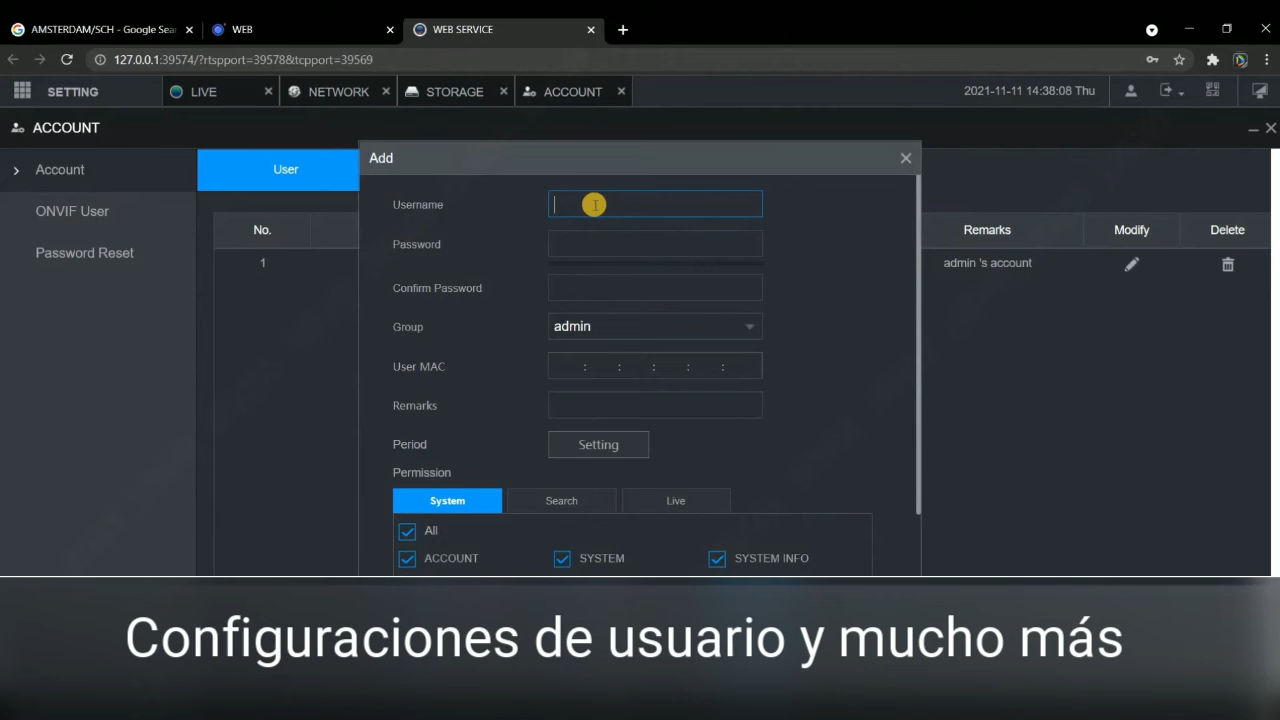 AMSTERDAM/SCH - Google Sear
WEB
WEB SERVICE
127.0.0.1:39574/?rtspport=39578&tcpport=39569
SETTING
LIVE
NETWORK
STORAGE
ACCOUNT
2021-11-11 14:38:08 Thu
ACCOUNT
Account
ONVIF User
Password Reset
User
No.
1
Add
Username
Password
Confirm Password
Group
admin
User MAC
: : : : :
Remarks
Period
Setting
Permission
System
Search
Live
All
ACCOUNT
SYSTEM
SYSTEM INFO
Remarks
Modify
Delete
admin 's account
Configuraciones de usuario y mucho más